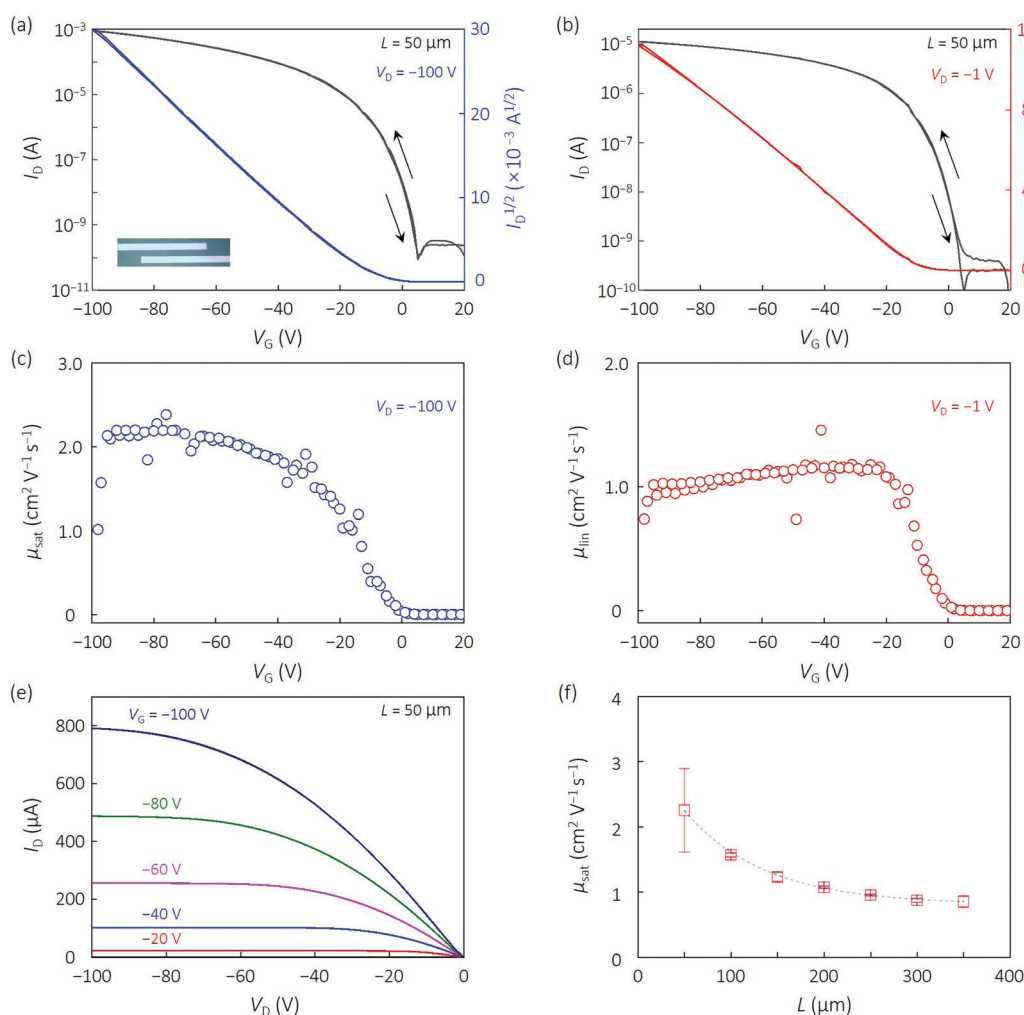 (a)
10⁻³
10⁻⁵
10⁻⁷
10⁻⁹
10⁻¹¹
I_D (A)
L = 50 μm
V_D = −100 V
30
20
10
0
I_D^1/2 (×10⁻³ A^1/2)
−100 −80 −60 −40 −20 0 20
V_G (V)
(b)
10⁻⁵
10⁻⁶
10⁻⁷
10⁻⁸
10⁻⁹
10⁻¹⁰
I_D (A)
L = 50 μm
V_D = −1 V
8
−100 −80 −60 −40 −20 0 20
V_G (V)
(c)
3.0
2.0
1.0
0
μ_sat (cm² V⁻¹ s⁻¹)
V_D = −100 V
−100 −80 −60 −40 −20 0 20
V_G (V)
(d)
2.0
1.0
0
μ_lin (cm² V⁻¹ s⁻¹)
V_D = −1 V
−100 −80 −60 −40 −20 0 20
V_G (V)
(e)
800
600
400
200
0
I_D (μA)
V_G = −100 V
L = 50 μm
−80 V
−60 V
−40 V
−20 V
−100 −80 −60 −40 −20 0
V_D (V)
(f)
4
3
2
1
0
μ_sat (cm² V⁻¹ s⁻¹)
0 100 200 300 400
L (μm)